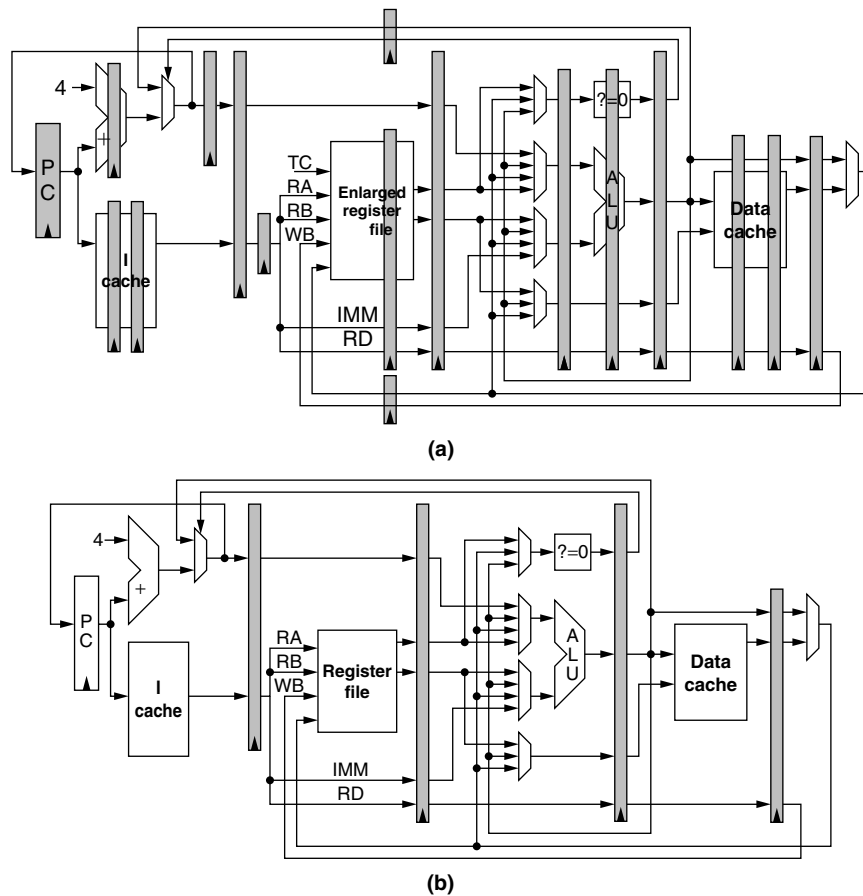 4
+
P
C
I
cache
TC
RA
RB
WB
Enlarged
register
file
IMM
RD
?=0
A
L
U
Data
cache
(a)
4
+
P
C
I
cache
RA
RB
WB
Register
file
IMM
RD
?=0
A
L
U
Data
cache
(b)